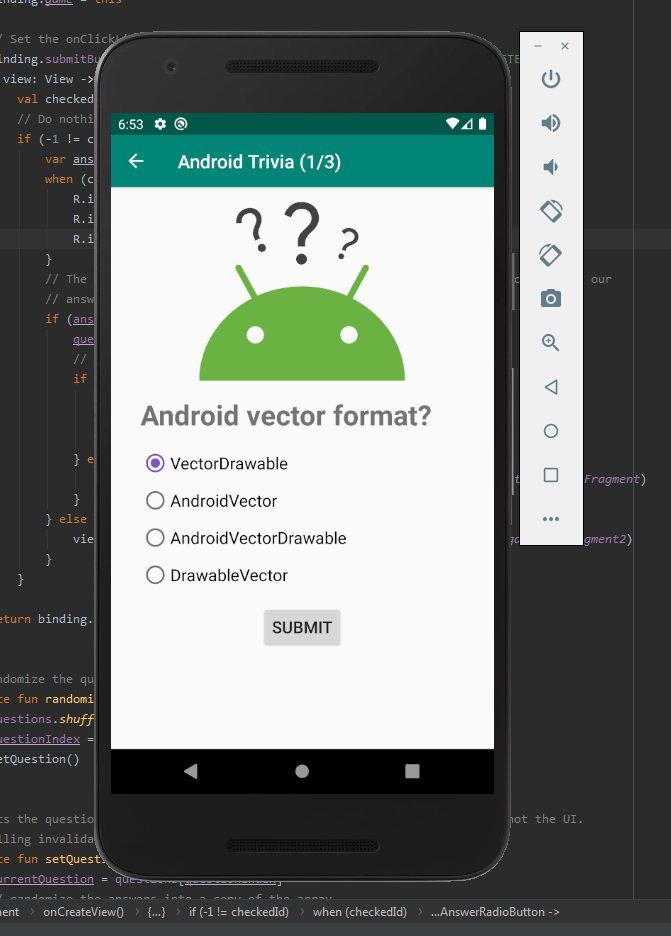 inding.game = this
/ Set the onClickL
inding.submitBu
view: View ->
val checked
// Do nothi
if (-1 != c
var ans
when (c
R.i
R.i
R.i
}
// The our
// answ
if (ans
que
//
if
} e
Fragment)
}
} else
vie gment2)
}
}
eturn binding.
ndomize the qu
te fun randomi
uestions.shuff
uestionIndex =
etQuestion()
ts the questio not the UI.
lling invalida
te fun setQuest
urrentQuestion = questions[questionIndex]
/ randomize the answers into a copy of the array
ment > onCreateView() > {...} > if (-1 != checkedId) > when (checkedId) > ...AnswerRadioButton ->
6:53
Android Trivia (1/3)
? ? ?
Android vector format?
VectorDrawable
AndroidVector
AndroidVectorDrawable
DrawableVector
SUBMIT